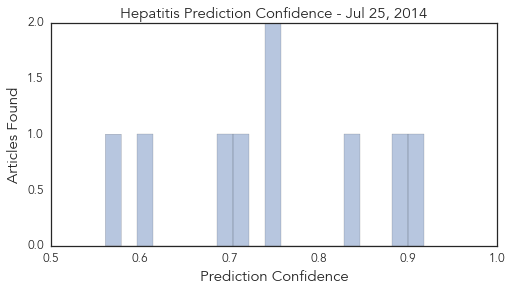 Hepatitis Prediction Confidence - Jul 25, 2014
2.0
1.5
1.0
0.5
0.0
Articles Found
0.5 0.6 0.7 0.8 0.9 1.0
Prediction Confidence